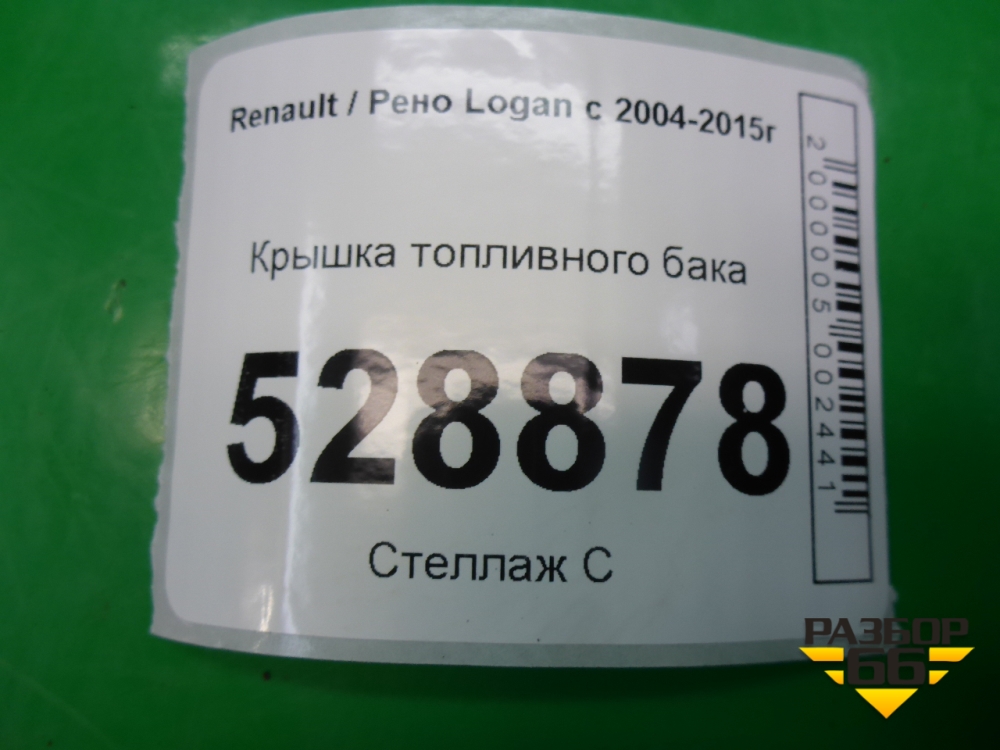 Renault / Рено Logan с 2004-2015г
Крышка топливного бака
528878
Стеллаж С
2000005002441
РАЗБОР
66